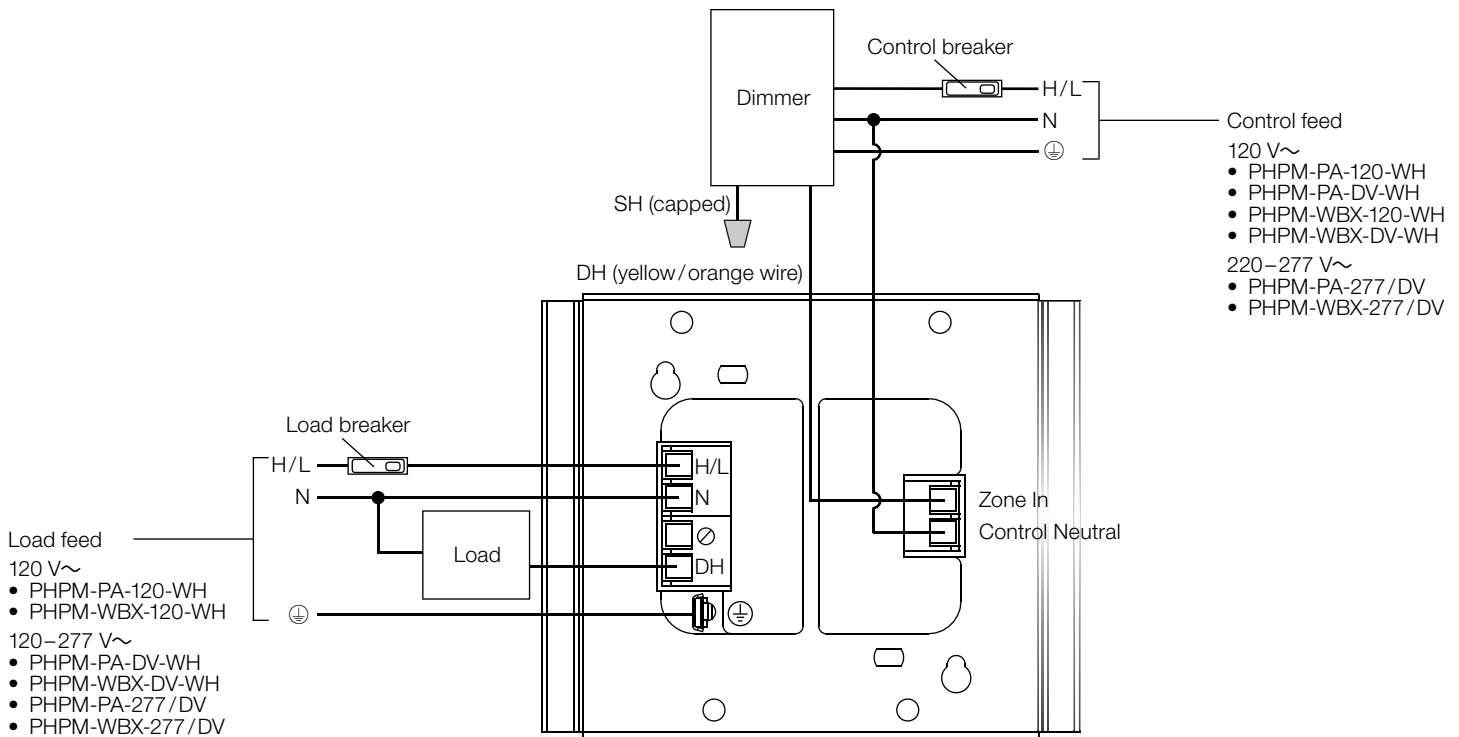 Control breaker
Dimmer
H/L
N
Control feed
120 V~
• PHPM-PA-120-WH
• PHPM-PA-DV-WH
• PHPM-WBX-120-WH
• PHPM-WBX-DV-WH
220–277 V~
• PHPM-PA-277/DV
• PHPM-WBX-277/DV
SH (capped)
DH (yellow/orange wire)
Load breaker
H/L
N
Load
H/L
N
DH
Zone In
Control Neutral
Load feed
120 V~
• PHPM-PA-120-WH
• PHPM-WBX-120-WH
120–277 V~
• PHPM-PA-DV-WH
• PHPM-WBX-DV-WH
• PHPM-PA-277/DV
• PHPM-WBX-277/DV